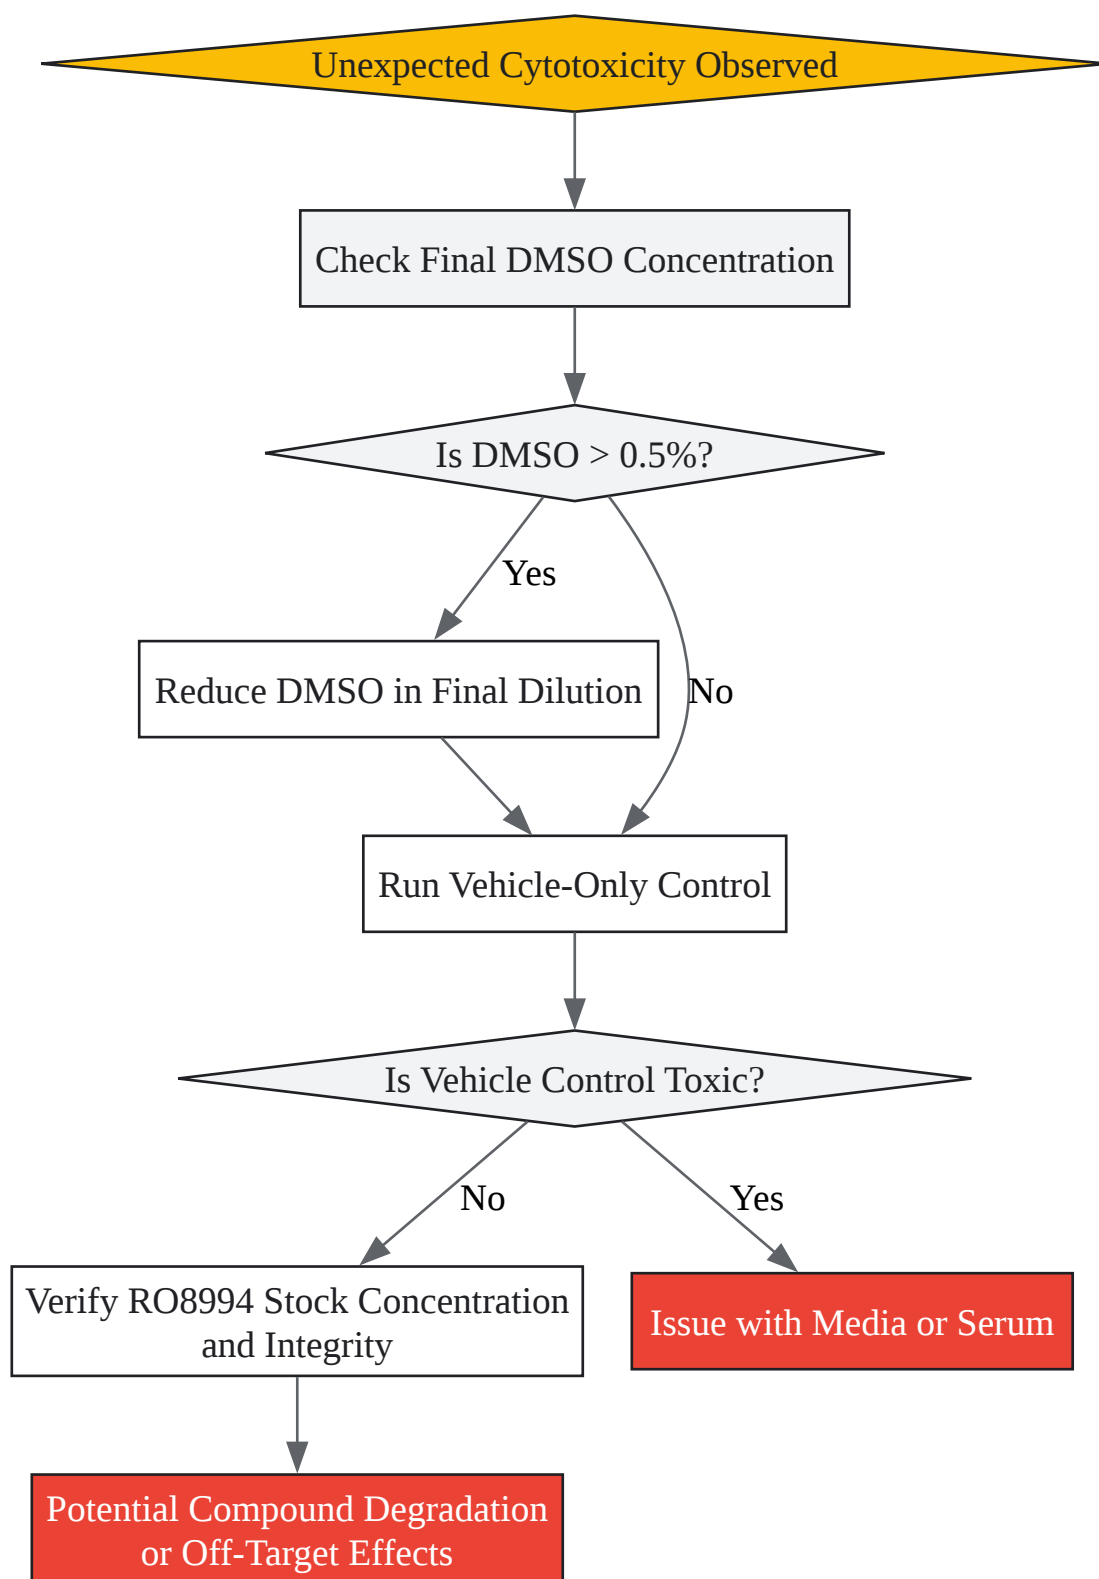 Unexpected Cytotoxicity Observed
Check Final DMSO Concentration
Is DMSO > 0.5%?
Yes
Reduce DMSO in Final Dilution
No
Run Vehicle-Only Control
Is Vehicle Control Toxic?
No
Yes
Verify RO8994 Stock Concentration
and Integrity
Issue with Media or Serum
Potential Compound Degradation
or Off-Target Effects